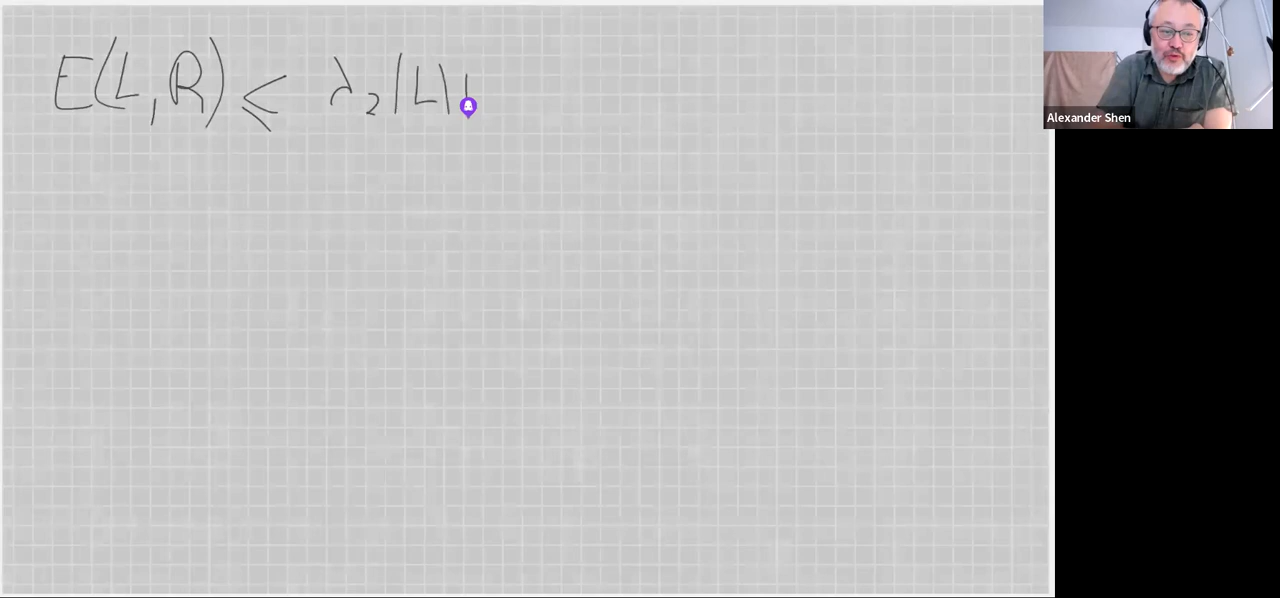 E(L,R) ≤ λ₂|L||
Alexander Shen